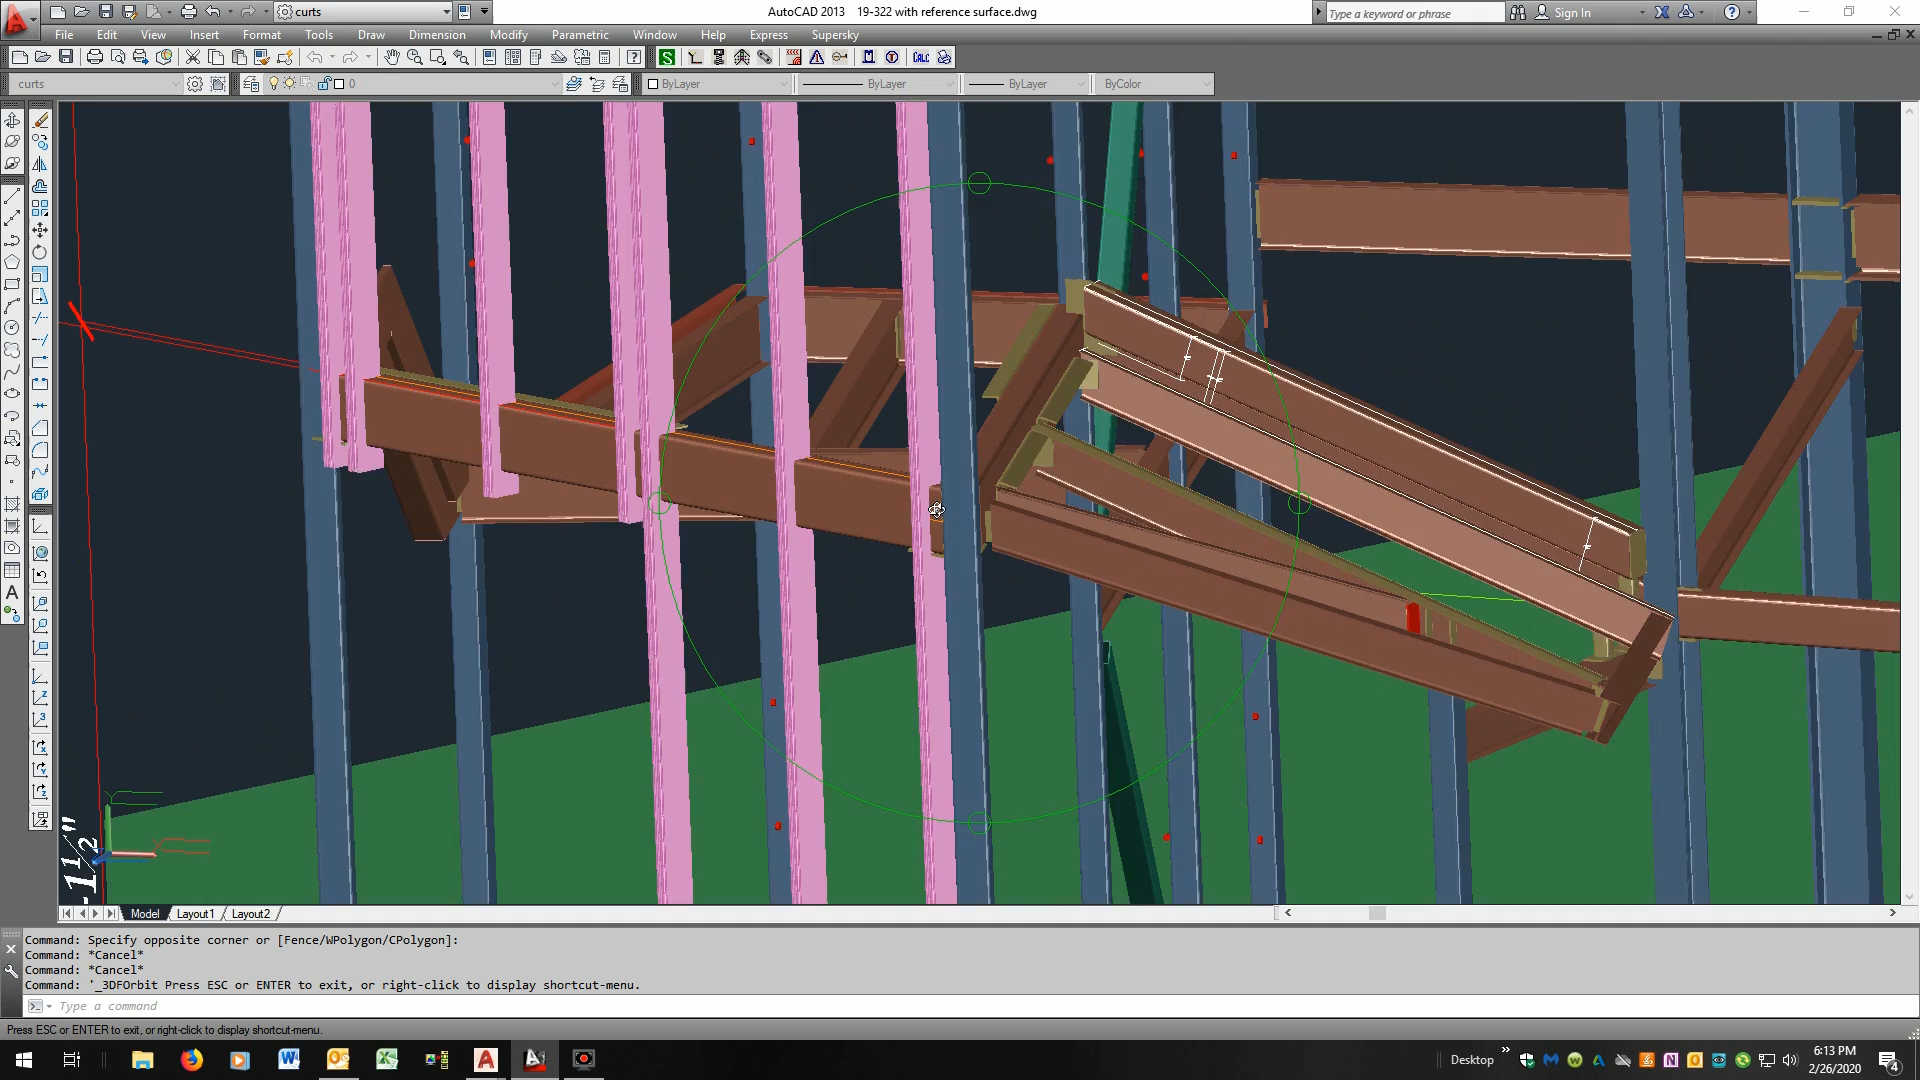 curts
AutoCAD 2013 19-322 with reference surface.dwg
Type a keyword or phrase
Sign In
File Edit View Insert Format Tools Draw Dimension Modify Parametric Window Help Express Supersky
S
CALC
curts
0
ByLayer
ByLayer
ByLayer
ByColor
-1½"
Model Layout1 Layout2
Command: Specify opposite corner or [Fence/WPolygon/CPolygon]:
Command: *Cancel*
Command: *Cancel*
Command: '_3DFOrbit Press ESC or ENTER to exit, or right-click to display shortcut-menu.
Type a command
Press ESC or ENTER to exit, or right-click to display shortcut-menu.
Desktop
6:13 PM
2/26/2020
4